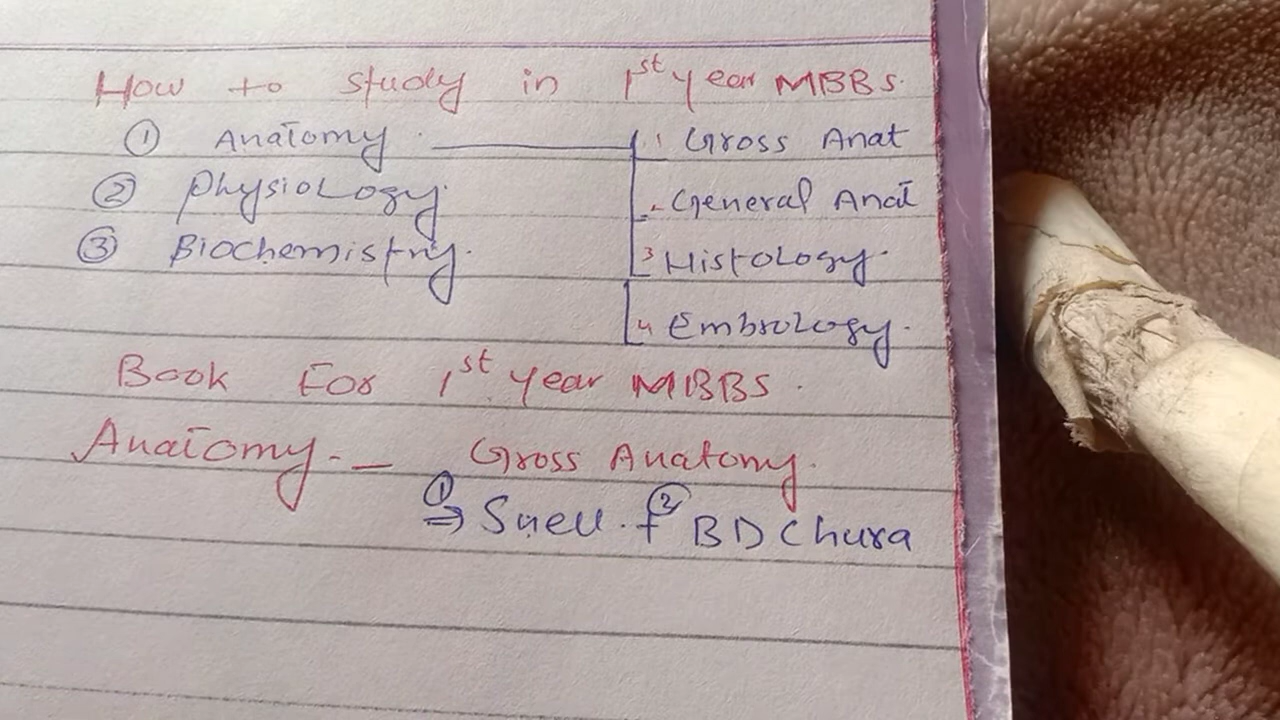 How to study in 1st year MBBS.
① Anatomy 1 Gross Anat
② Physiology 2 General Anat
③ Biochemistry. 3 Histology.
4 Embrology.
Book For 1st year MBBS.
Anatomy. - Gross Anatomy.
① ⇒ Snell. + ② BD Chura